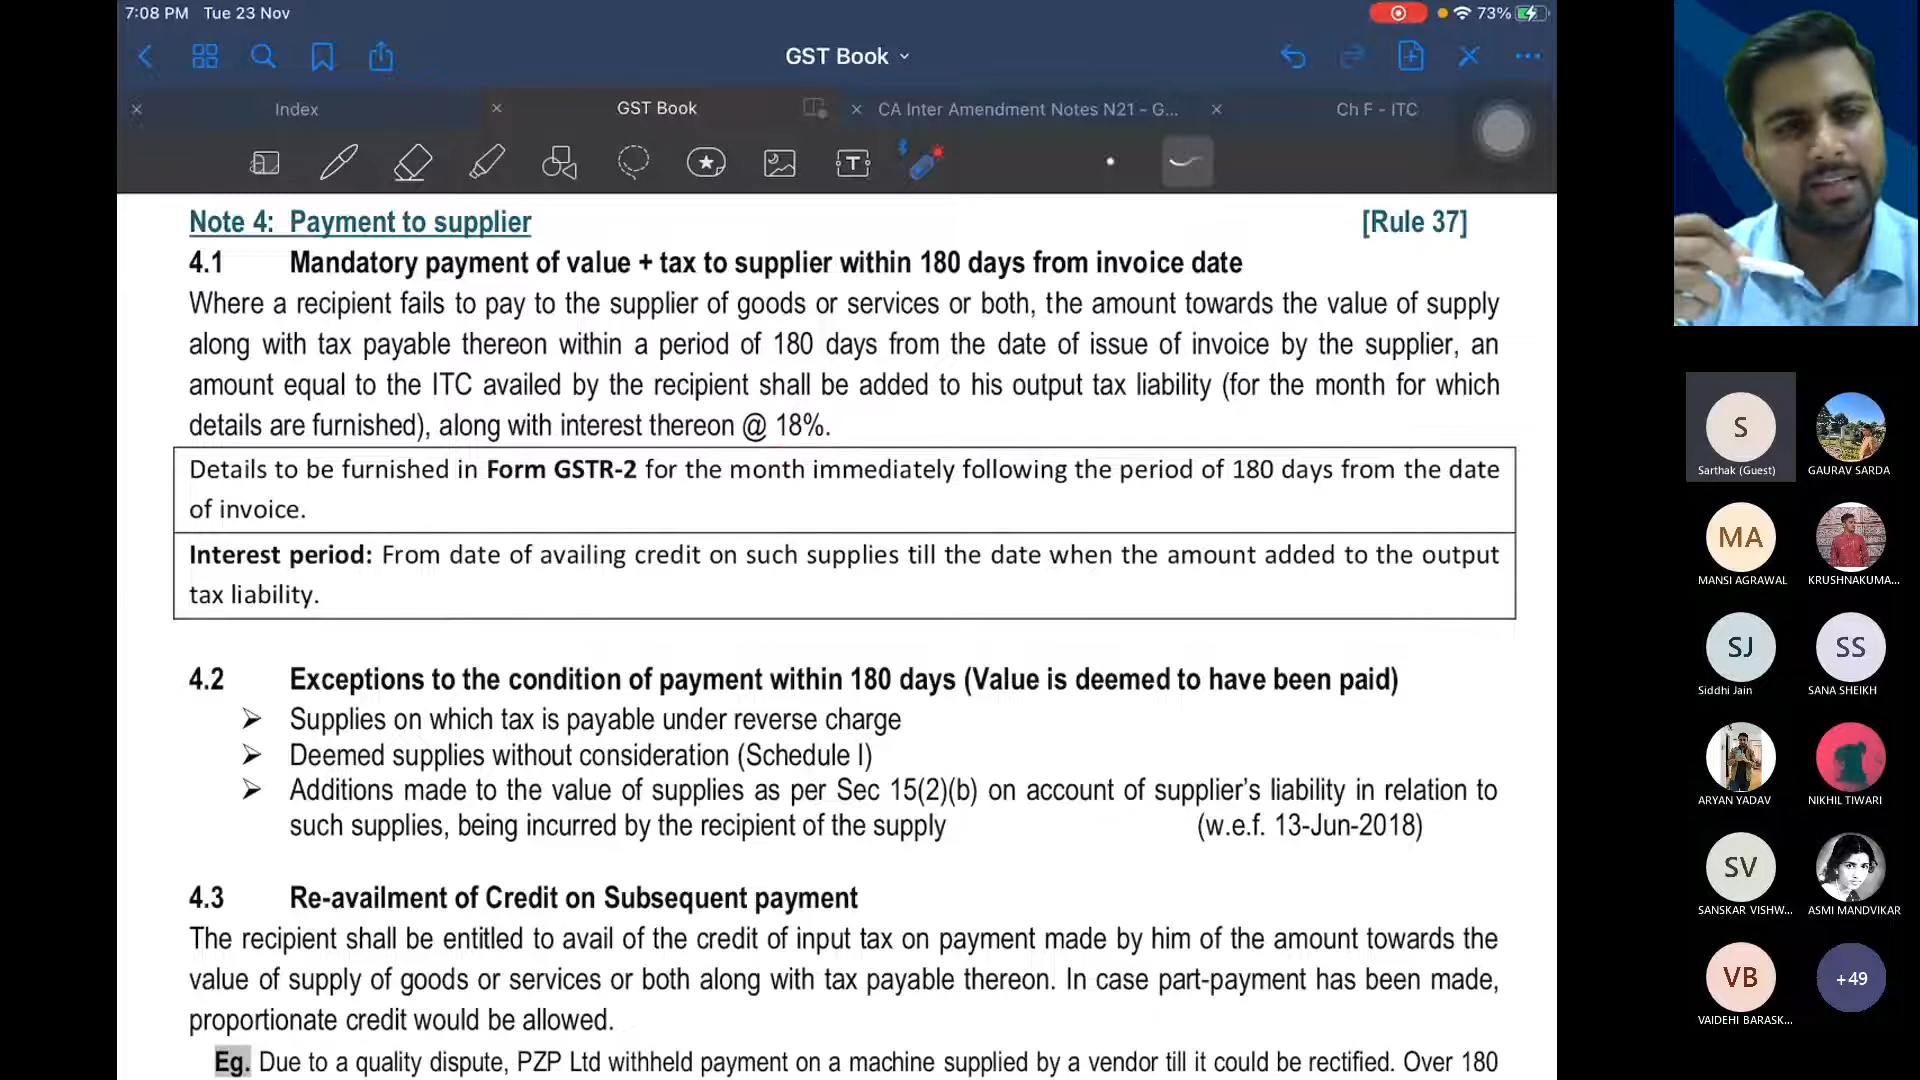 7:08 PM Tue 23 Nov
73%
GST Book
Index
GST Book
CA Inter Amendment Notes N21 - G...
Ch F - ITC
T
Note 4: Payment to supplier [Rule 37]
4.1 Mandatory payment of value + tax to supplier within 180 days from invoice date
Where a recipient fails to pay to the supplier of goods or services or both, the amount towards the value of supply
along with tax payable thereon within a period of 180 days from the date of issue of invoice by the supplier, an
amount equal to the ITC availed by the recipient shall be added to his output tax liability (for the month for which
details are furnished), along with interest thereon @ 18%.
Details to be furnished in Form GSTR-2 for the month immediately following the period of 180 days from the date
of invoice.
Interest period: From date of availing credit on such supplies till the date when the amount added to the output
tax liability.
4.2 Exceptions to the condition of payment within 180 days (Value is deemed to have been paid)
➢ Supplies on which tax is payable under reverse charge
➢ Deemed supplies without consideration (Schedule I)
➢ Additions made to the value of supplies as per Sec 15(2)(b) on account of supplier's liability in relation to
such supplies, being incurred by the recipient of the supply (w.e.f. 13-Jun-2018)
4.3 Re-availment of Credit on Subsequent payment
The recipient shall be entitled to avail of the credit of input tax on payment made by him of the amount towards the
value of supply of goods or services or both along with tax payable thereon. In case part-payment has been made,
proportionate credit would be allowed.
Eg. Due to a quality dispute, PZP Ltd withheld payment on a machine supplied by a vendor till it could be rectified. Over 180
S
Sarthak (Guest)
GAURAV SARDA
MA
MANSI AGRAWAL
KRUSHNAKUMA...
SJ
Siddhi Jain
SS
SANA SHEIKH
ARYAN YADAV
NIKHIL TIWARI
SV
SANSKAR VISHW...
ASMI MANDVIKAR
VB
VAIDEHI BARASK...
+49